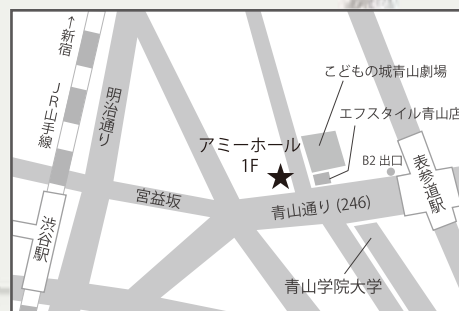 ↑新宿
JR山手線
明治通り
こどもの城青山劇場
エフスタイル青山店
アミーホール
1F
B2 出口
表参道駅
宮益坂
青山通り (246)
渋谷駅
青山学院大学